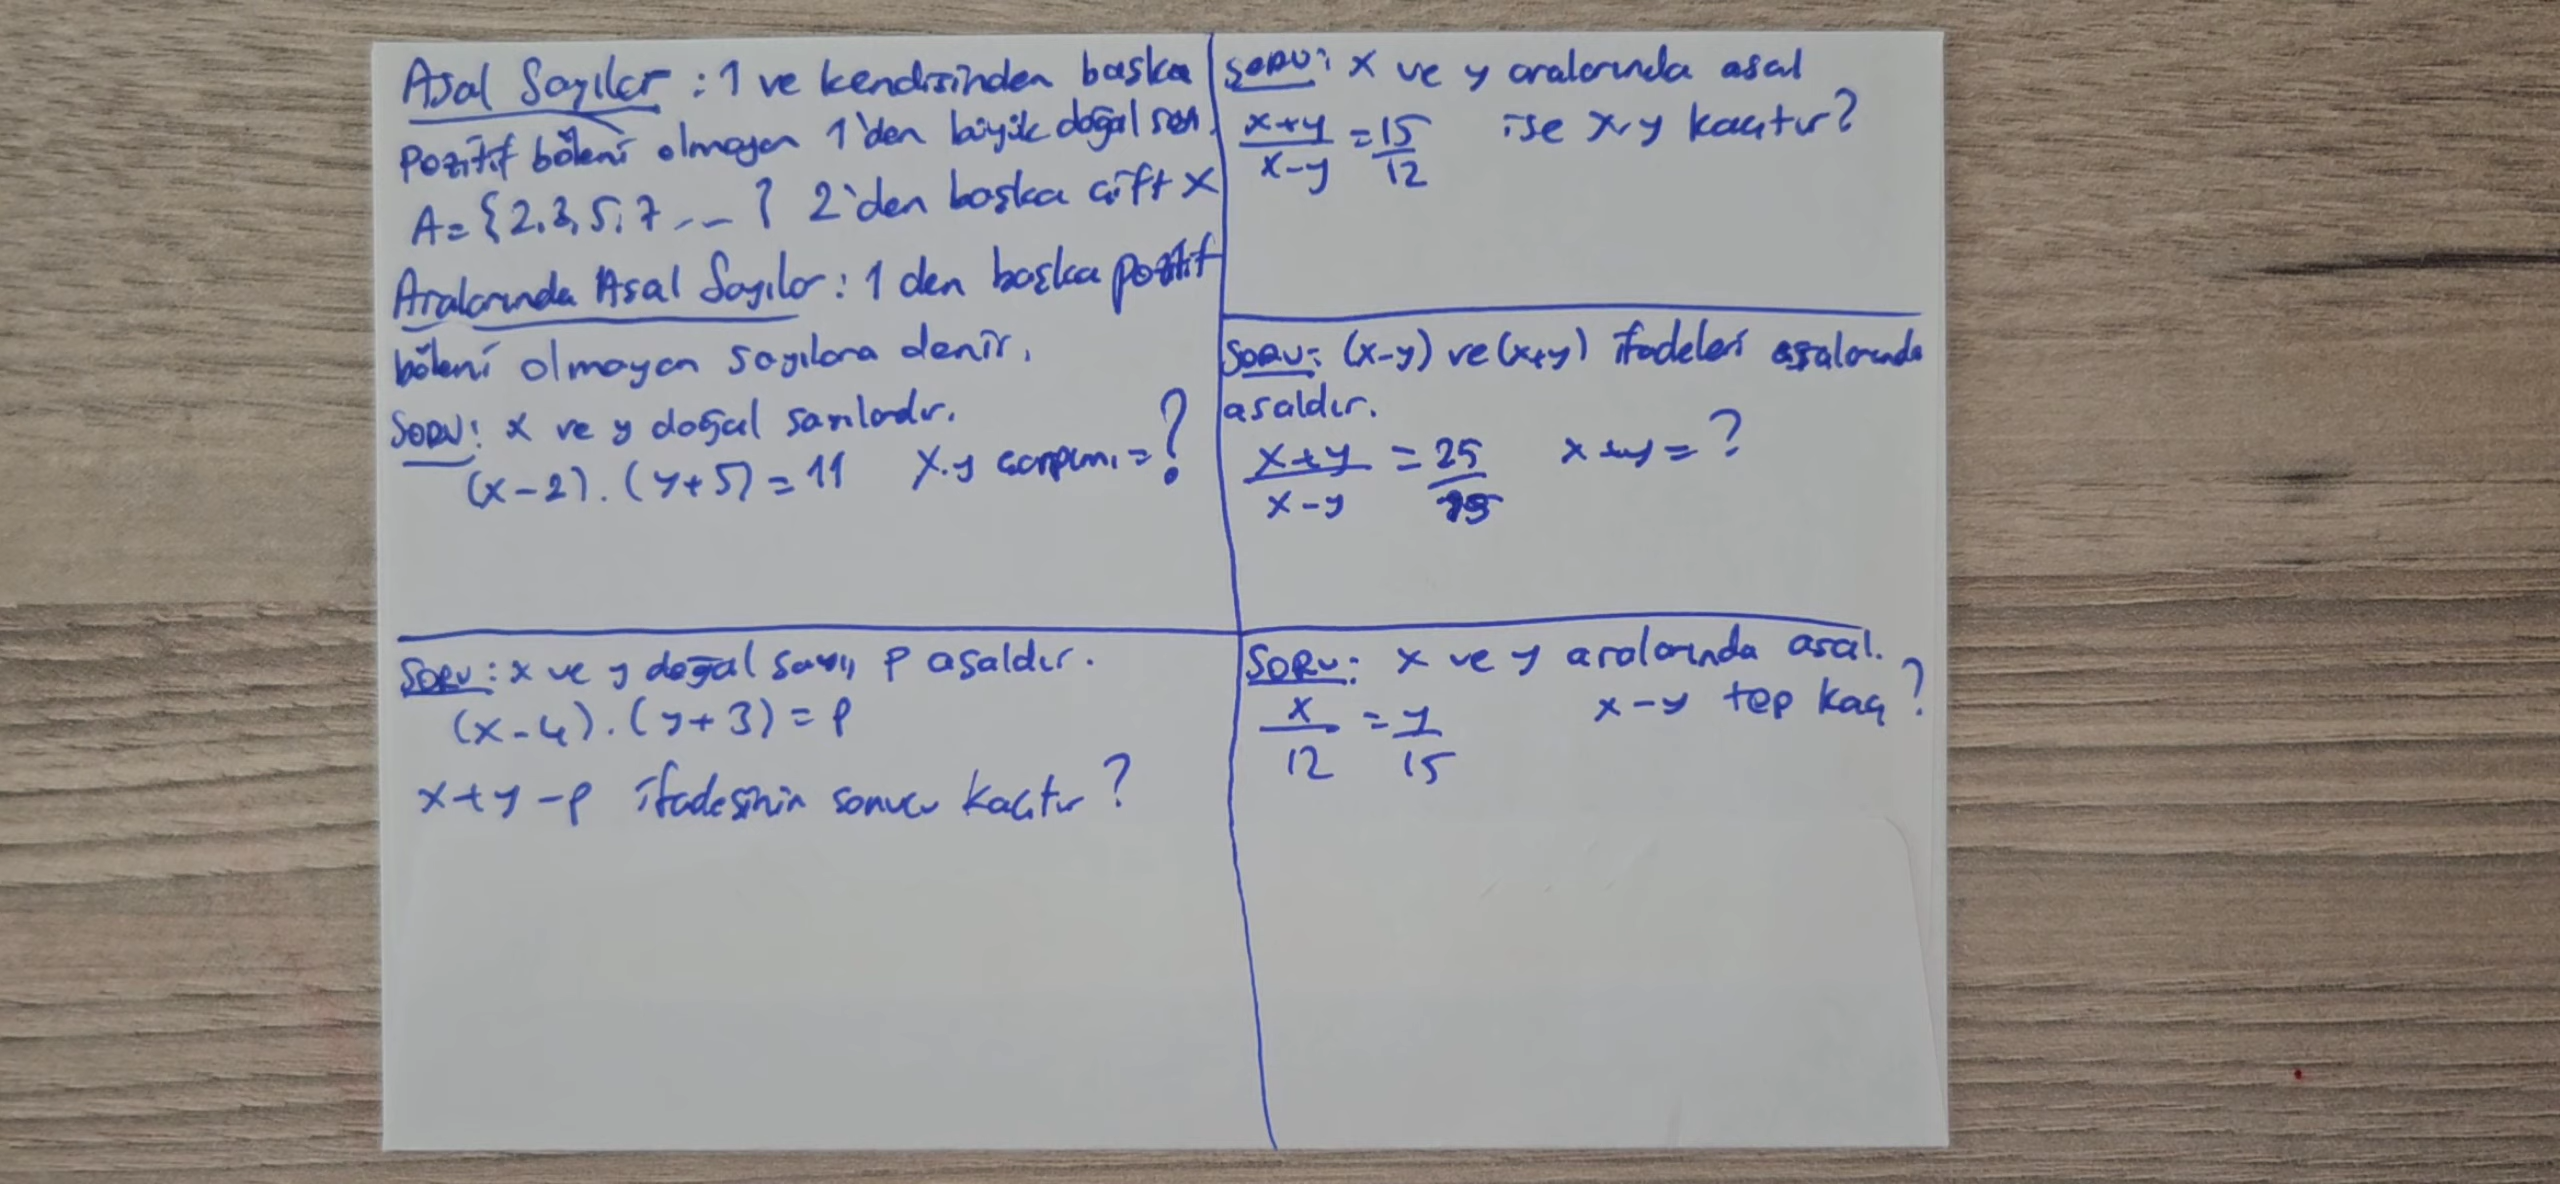 Asal Sayılar : 1 ve kendisinden başka
pozitif böleni olmayan 1'den büyük doğal sayı.
A = {2,3,5,7 ... } 2'den başka çift x
Aralarında Asal Sayılar : 1 den başka pozitif
böleni olmayan sayılara denir.
SORU: x ve y doğal sayılardır.
(x-2).(y+5) = 11 x.y çarpımı = ?
SORU: x ve y doğal sayı, p asaldır.
(x-4).(y+3) = p
x+y-p ifadesinin sonucu kaçtır?
SORU: x ve y aralarında asal
x+y/x-y = 15/12 ise x.y kaçtır?
SORU: (x-y) ve (x+y) ifadeleri aralarında
asaldır.
x+y/x-y = 25/15 x+y = ?
SORU: x ve y aralarında asal.
x/12 = y/15 x-y kaç?